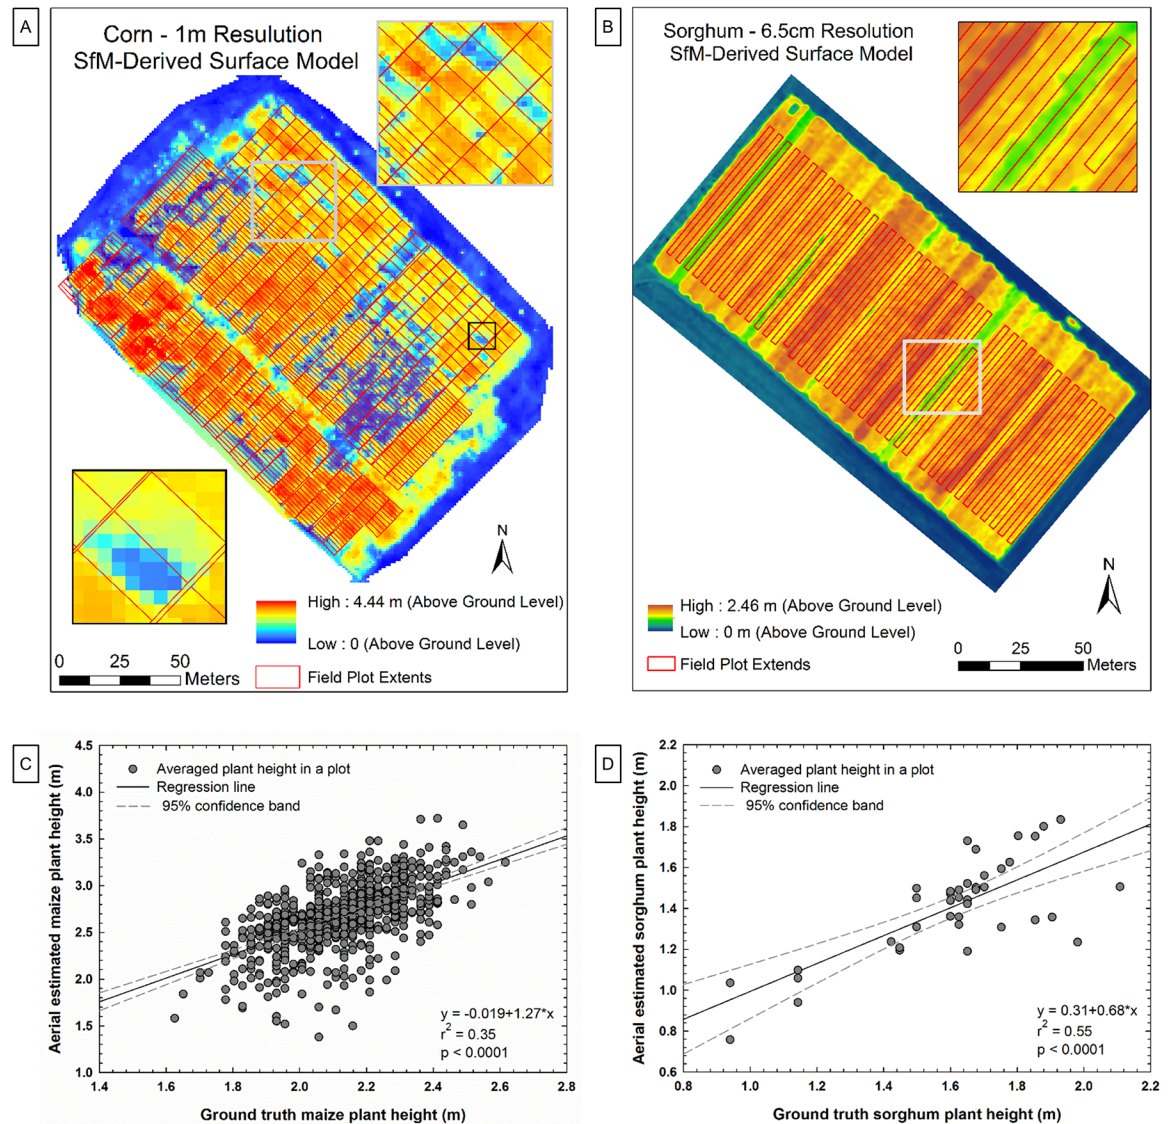 A
Corn - 1m Resulution
SfM-Derived Surface Model
N
High : 4.44 m (Above Ground Level)
Low : 0 (Above Ground Level)
0 25 50
Meters
Field Plot Extents
B
Sorghum - 6.5cm Resolution
SfM-Derived Surface Model
N
High : 2.46 m (Above Ground Level)
Low : 0 m (Above Ground Level)
Field Plot Extends
0 25 50
Meters
C
Aerial estimated maize plant height (m)
4.5
4.0
3.5
3.0
2.5
2.0
1.5
1.0
Averaged plant height in a plot
Regression line
95% confidence band
y = -0.019+1.27*x
r2 = 0.35
p < 0.0001
1.4 1.6 1.8 2.0 2.2 2.4 2.6 2.8
Ground truth maize plant height (m)
D
Aerial estimated sorghum plant height (m)
2.2
2.0
1.8
1.6
1.4
1.2
1.0
0.8
0.6
Averaged plant height in a plot
Regression line
95% confidence band
y = 0.31+0.68*x
r2 = 0.55
p < 0.0001
0.8 1.0 1.2 1.4 1.6 1.8 2.0 2.2
Ground truth sorghum plant height (m)